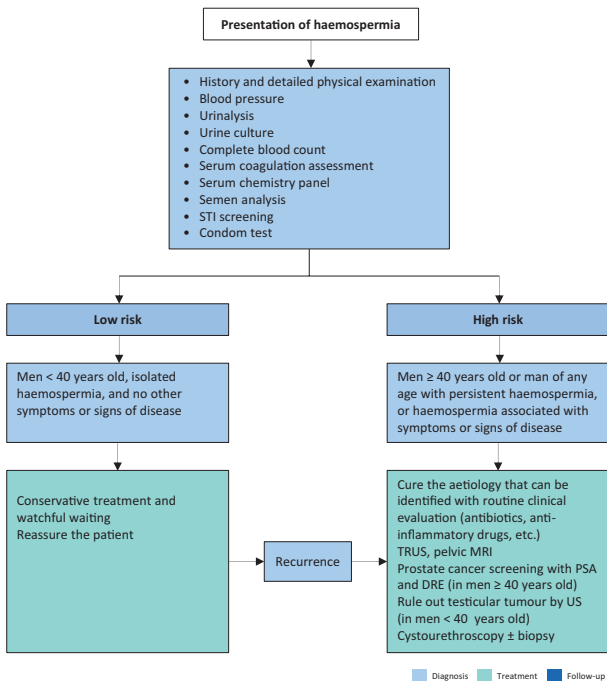 Presentation of haemospermia
• History and detailed physical examination
• Blood pressure
• Urinalysis
• Urine culture
• Complete blood count
• Serum coagulation assessment
• Serum chemistry panel
• Semen analysis
• STI screening
• Condom test
Low risk
Men < 40 years old, isolated
haemospermia, and no other
symptoms or signs of disease
Conservative treatment and
watchful waiting
Reassure the patient
Recurrence
High risk
Men ≥ 40 years old or man of any
age with persistent haemospermia,
or haemospermia associated with
symptoms or signs of disease
Cure the aetiology that can be
identified with routine clinical
evaluation (antibiotics, anti-
inflammatory drugs, etc.)
TRUS, pelvic MRI
Prostate cancer screening with PSA
and DRE (in men ≥ 40 years old)
Rule out testicular tumour by US
(in men < 40 years old)
Cystourethroscopy ± biopsy
Diagnosis
Treatment
Follow-up